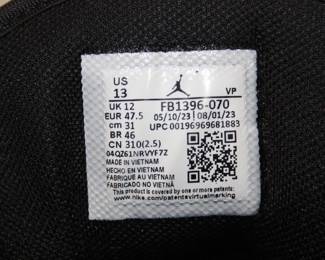 US
13
VP
UK 12
FB1396-070
EUR 47.5
05/10/23
08/01/23
cm 31
UPC 00196969681883
BR 46
CN 310(2.5)
04QZ61NRVYF7Z
MADE IN VIETNAM
HECHO EN VIETNAM
FABRIQUÉ AU VIETNAM
FABRICADO NO VIETNÃ
This product is covered by one or more patents:
www.nike.com/patentsvirtualmarking